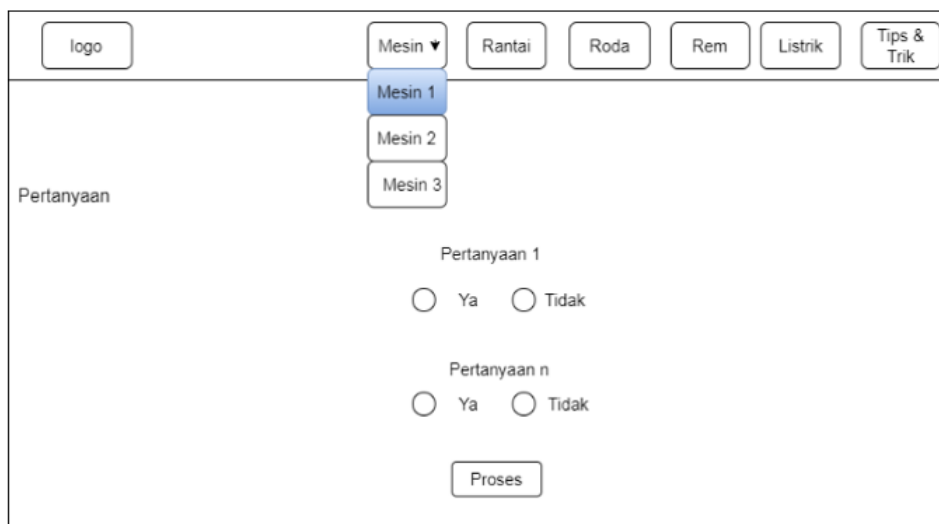 logo
Mesin
Rantai
Roda
Rem
Listrik
Tips &
Trik
Mesin 1
Mesin 2
Mesin 3
Pertanyaan
Pertanyaan 1
Ya Tidak
Pertanyaan n
Ya Tidak
Proses